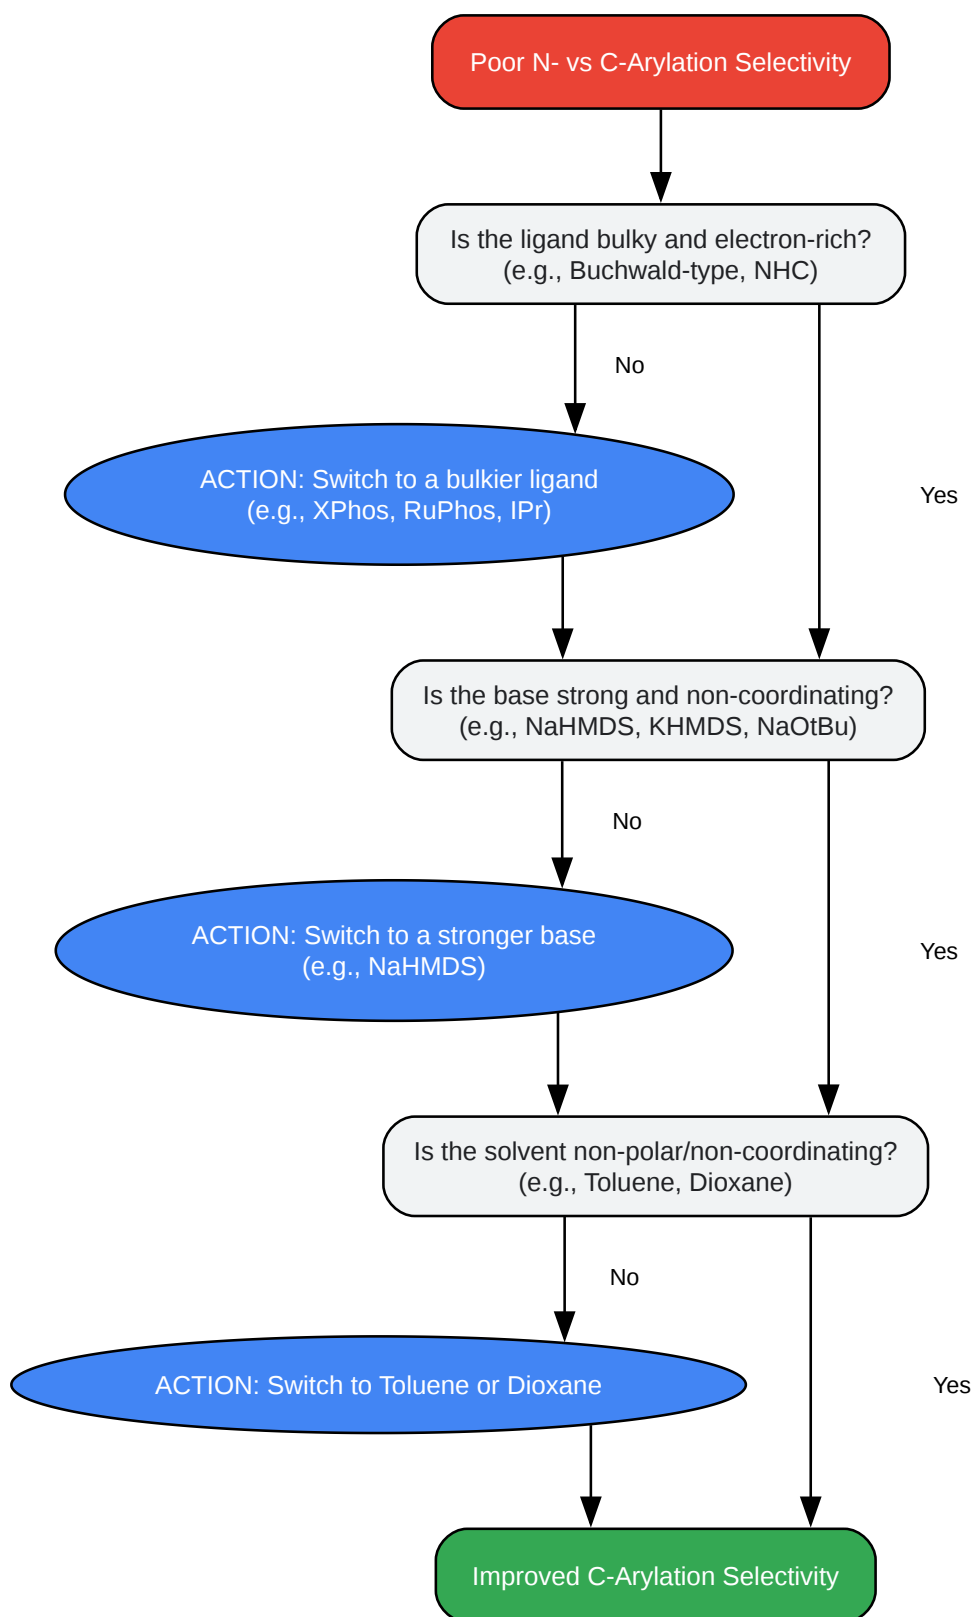 Poor N- vs C-Arylation Selectivity
Is the ligand bulky and electron-rich?
(e.g., Buchwald-type, NHC)
No
ACTION: Switch to a bulkier ligand
(e.g., XPhos, RuPhos, IPr)
Yes
Is the base strong and non-coordinating?
(e.g., NaHMDS, KHMDS, NaOtBu)
No
ACTION: Switch to a stronger base
(e.g., NaHMDS)
Yes
Is the solvent non-polar/non-coordinating?
(e.g., Toluene, Dioxane)
No
ACTION: Switch to Toluene or Dioxane
Yes
Improved C-Arylation Selectivity